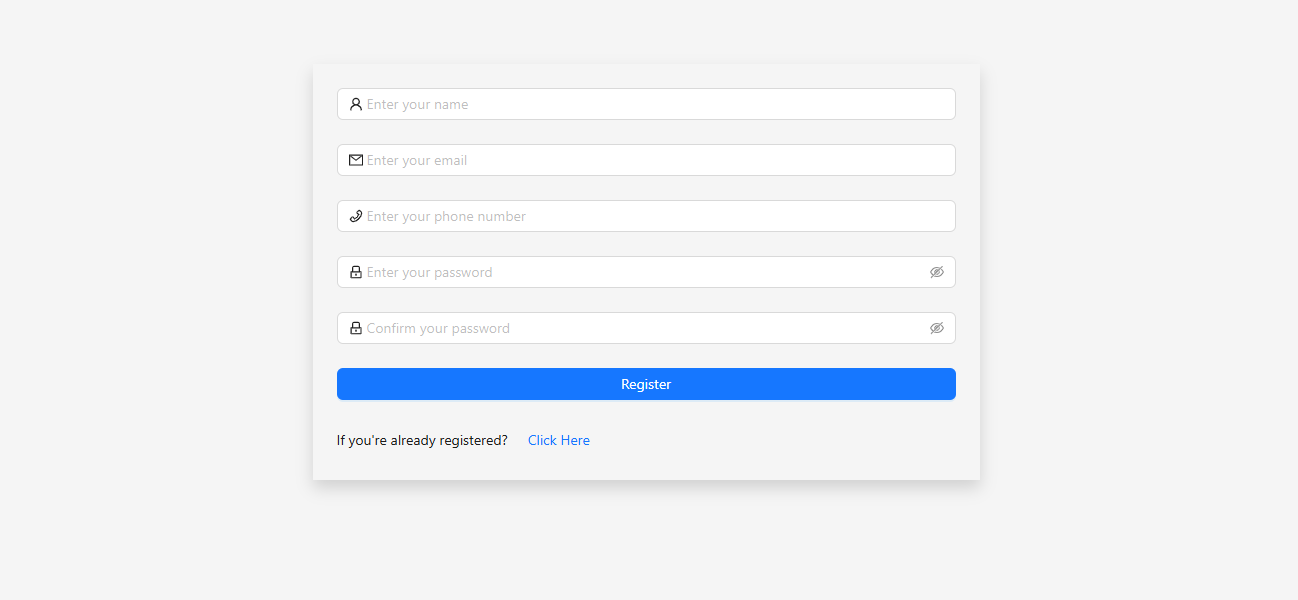 Enter your name
Enter your email
Enter your phone number
Enter your password
Confirm your password
Register
If you're already registered? Click Here